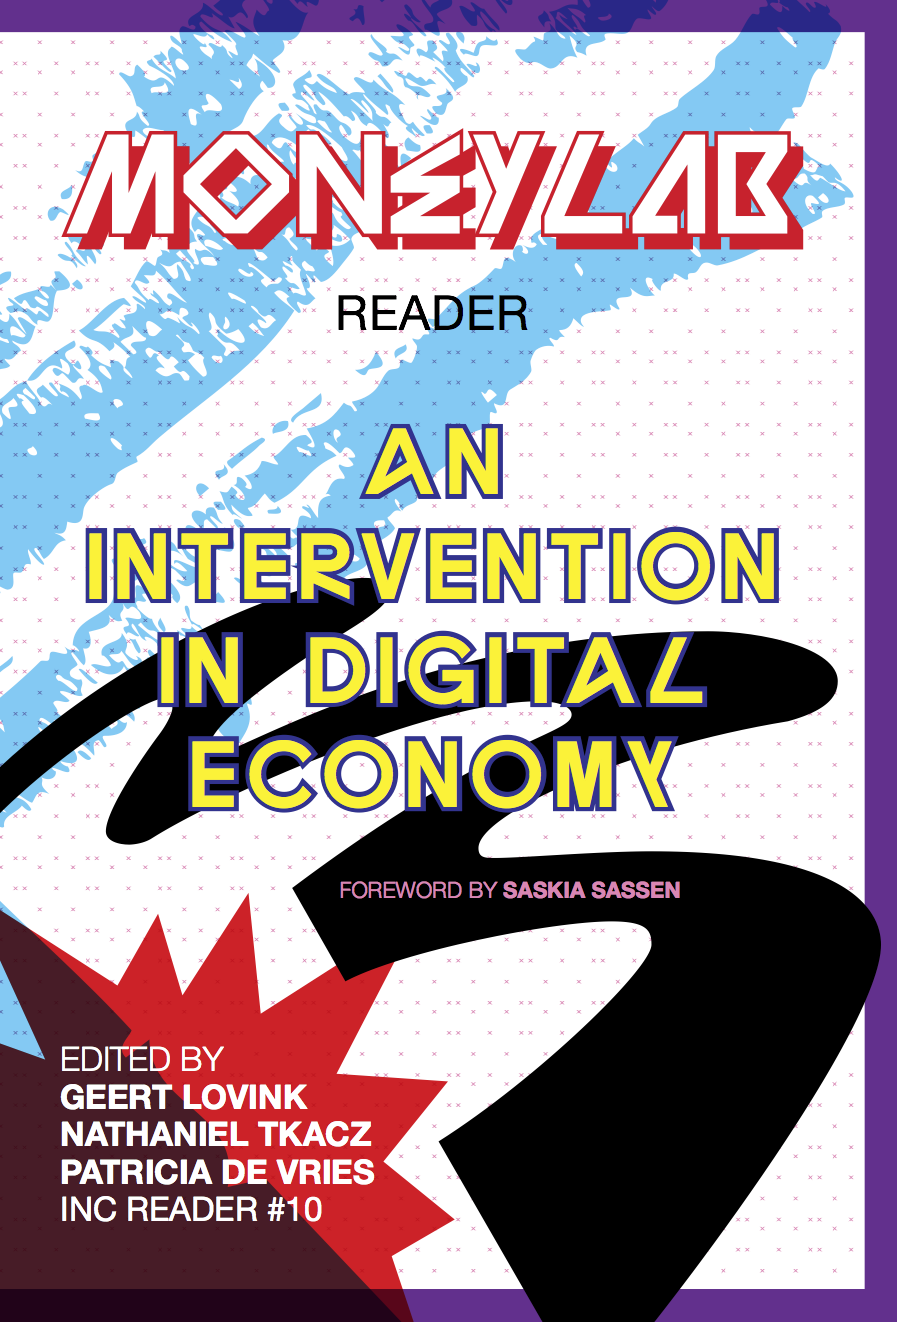 MONEYLAB
READER
AN
INTERVENTION
IN DIGITAL
ECONOMY
FOREWORD BY SASKIA SASSEN
EDITED BY
GEERT LOVINK
NATHANIEL TKACZ
PATRICIA DE VRIES
INC READER #10